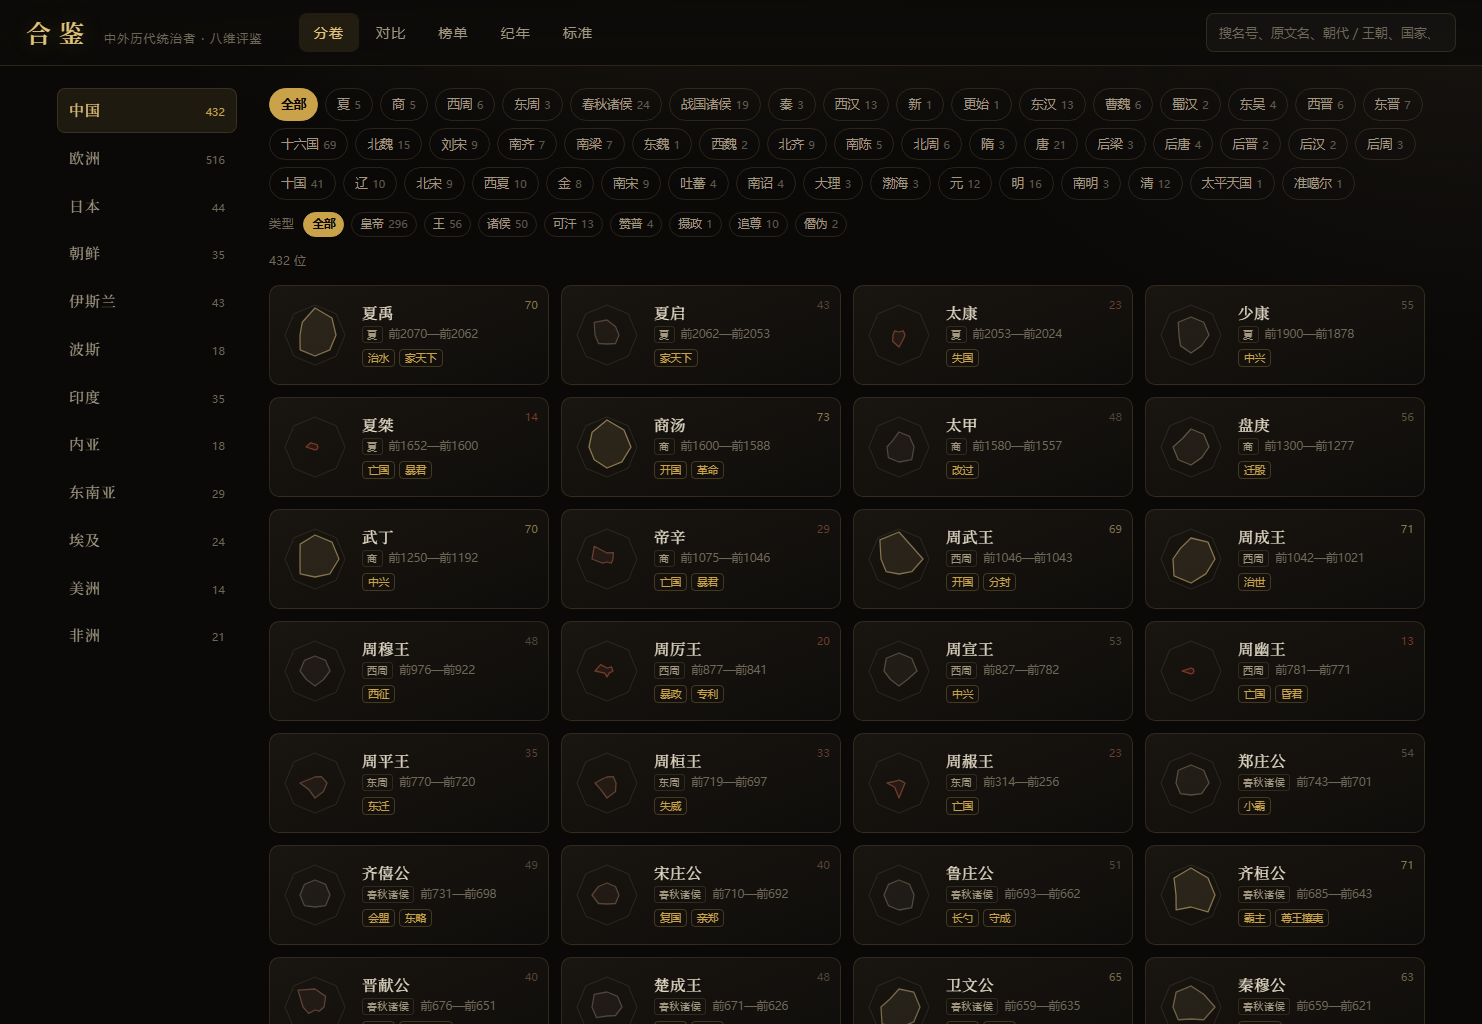 合鉴 中外历代统治者 · 八维评鉴 分卷 对比 榜单 纪年 标准 搜名号、原文名、朝代 / 王朝、国家、
中国 432
欧洲 516
日本 44
朝鲜 35
伊斯兰 43
波斯 18
印度 35
内亚 18
东南亚 29
埃及 24
美洲 14
非洲 21
全部 夏 5 商 5 西周 6 东周 3 春秋诸侯 24 战国诸侯 19 秦 3 西汉 13 新 1 更始 1 东汉 13 曹魏 6 蜀汉 2 东吴 4 西晋 6 东晋 7
十六国 69 北魏 15 刘宋 9 南齐 7 南梁 7 东魏 1 西魏 2 北齐 9 南陈 5 北周 6 隋 3 唐 21 后梁 3 后唐 4 后晋 2 后汉 2 后周 3
十国 41 辽 10 北宋 9 西夏 10 金 8 南宋 9 吐蕃 4 南诏 4 大理 3 渤海 3 元 12 明 16 南明 3 清 12 太平天国 1 准噶尔 1
类型 全部 皇帝 296 王 56 诸侯 50 可汗 13 赞普 4 摄政 1 追尊 10 僭伪 2
432 位
夏禹 70
夏 前2070—前2062
治水 家天下
夏启 43
夏 前2062—前2053
家天下
太康 23
夏 前2053—前2024
失国
少康 55
夏 前1900—前1878
中兴
夏桀 14
夏 前1652—前1600
亡国 暴君
商汤 73
商 前1600—前1588
开国 革命
太甲 48
商 前1580—前1557
改过
盘庚 56
商 前1300—前1277
迁殷
武丁 70
商 前1250—前1192
中兴
帝辛 29
商 前1075—前1046
亡国 暴君
周武王 69
西周 前1046—前1043
开国 分封
周成王 71
西周 前1042—前1021
治世
周穆王 48
西周 前976—前922
西征
周厉王 20
西周 前877—前841
暴政 专利
周宣王 53
西周 前827—前782
中兴
周幽王 13
西周 前781—前771
亡国 昏君
周平王 35
东周 前770—前720
东迁
周桓王 33
东周 前719—前697
失威
周赧王 23
东周 前314—前256
亡国
郑庄公 54
春秋诸侯 前743—前701
小霸
齐僖公 49
春秋诸侯 前731—前698
会盟 东略
宋庄公 40
春秋诸侯 前710—前692
复国 亲郑
鲁庄公 51
春秋诸侯 前693—前662
长勺 守成
齐桓公 71
春秋诸侯 前685—前643
霸主 尊王攘夷
晋献公 40
春秋诸侯 前676—前651
楚成王 48
春秋诸侯 前671—前626
卫文公 65
春秋诸侯 前659—前635
秦穆公 63
春秋诸侯 前659—前621